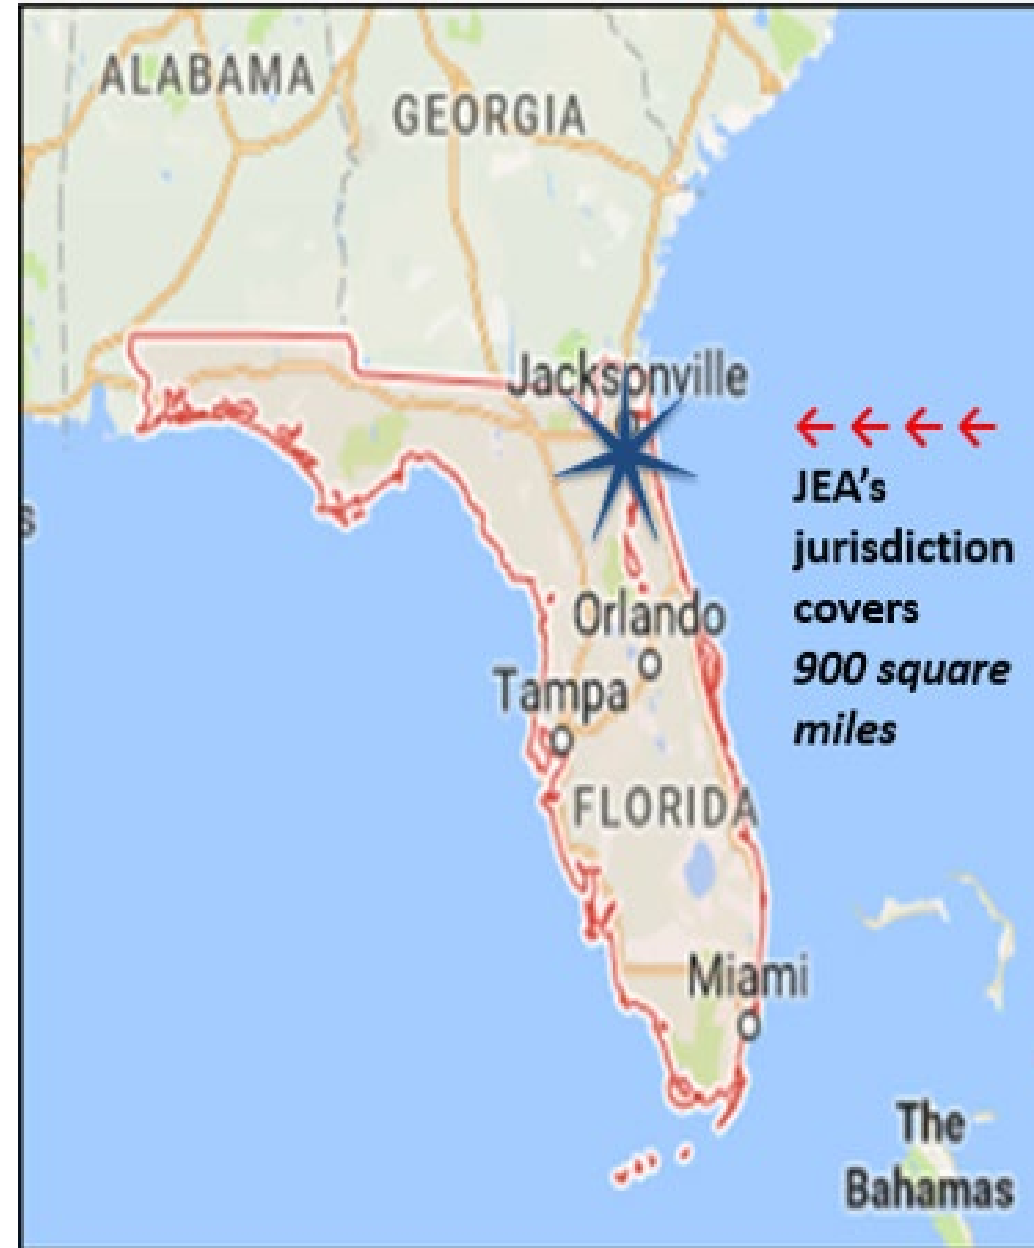 ALABAMA
GEORGIA
Jacksonville
← ← ← ←
JEA's
jurisdiction
covers
900 square
miles
s
Orlando
Tampa
FLORIDA
Miami
The
Bahamas